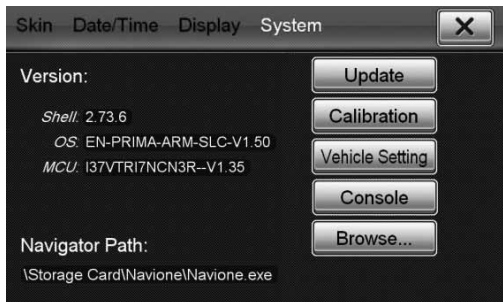 Skin Date/Time Display System X
Version:
Shell: 2.73.6
OS: EN-PRIMA-ARM-SLC-V1.50
MCU: I37VTRI7NCN3R--V1.35
Update
Calibration
Vehicle Setting
Console
Browse...
Navigator Path:
\Storage Card\Navione\Navione.exe